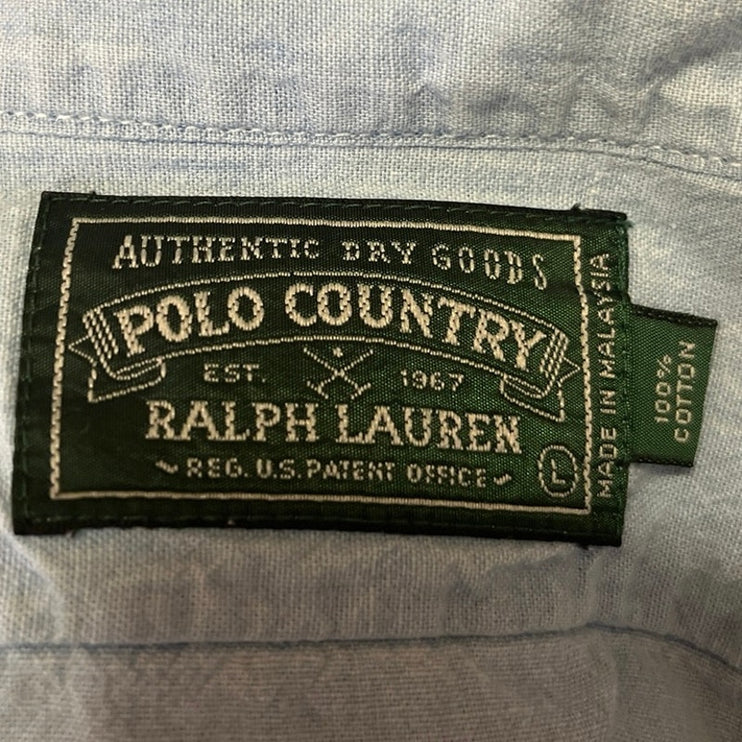 AUTHENTIC DRY GOODS
POLO COUNTRY
EST. 1967
RALPH LAUREN
REG. U.S. PATENT OFFICE
L
MADE IN MALAYSIA
100%
COTTON